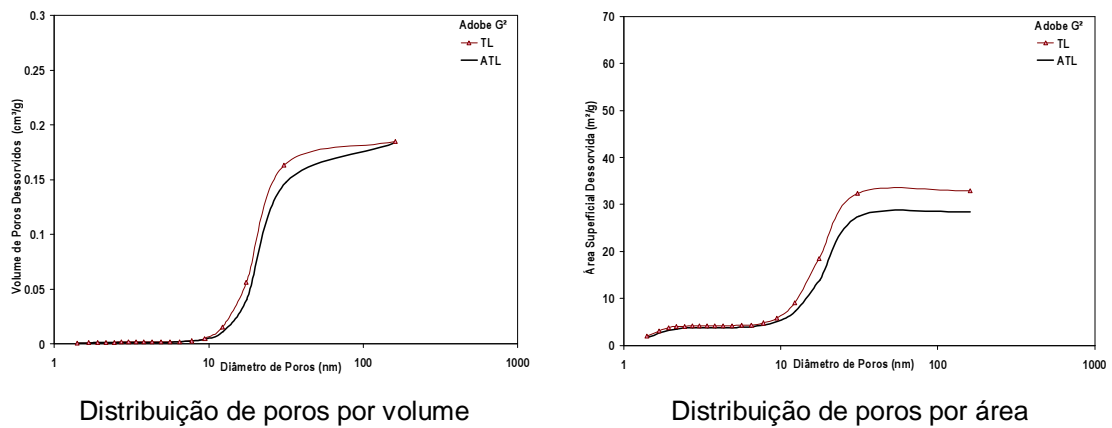 Adobe G²
TL
ATL
Volume de Poros Dessorvidos (cm³/g)
0.3
0.25
0.2
0.15
0.1
0.05
0
1
10
100
1000
Diâmetro de Poros (nm)
Distribuição de poros por volume
Adobe G²
TL
ATL
Àrea Superficial Dessorvida (m²/g)
70
60
50
40
30
20
10
0
1
10
100
1000
Diâmetro de Poros (nm)
Distribuição de poros por área